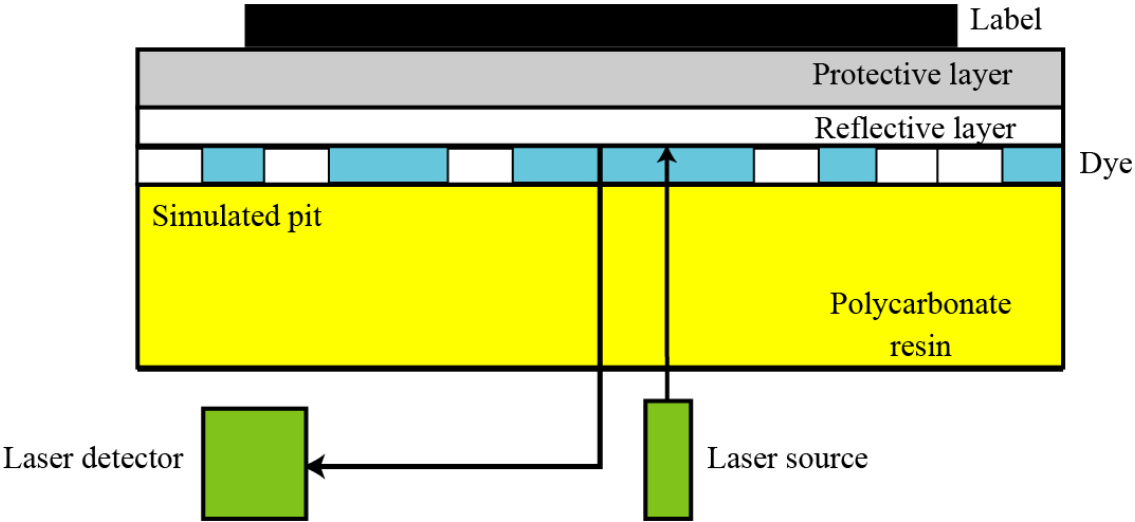 Label
Protective layer
Reflective layer
Dye
Simulated pit
Polycarbonate
resin
Laser detector
Laser source